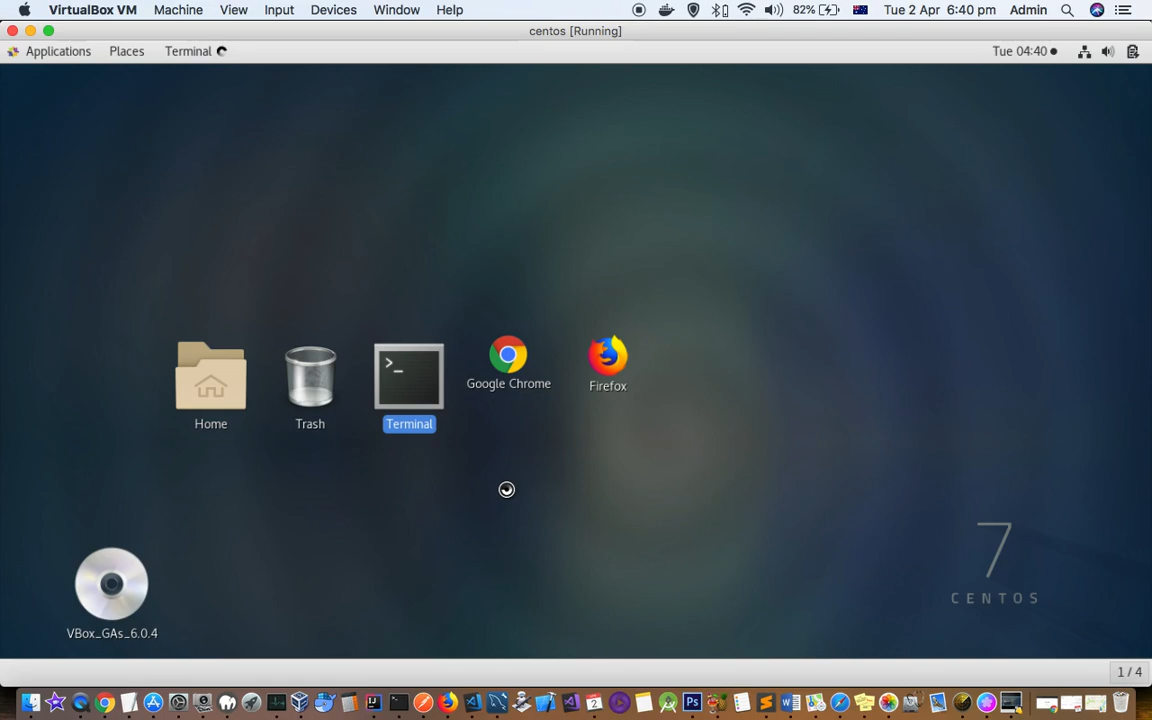 VirtualBox VM Machine View Input Devices Window Help 82% Tue 2 Apr 6:40 pm Admin
centos [Running]
Applications Places Terminal Tue 04:40
>_
Google Chrome
Firefox
Home
Trash
Terminal
7
CENTOS
VBox_GAs_6.0.4
1 / 4